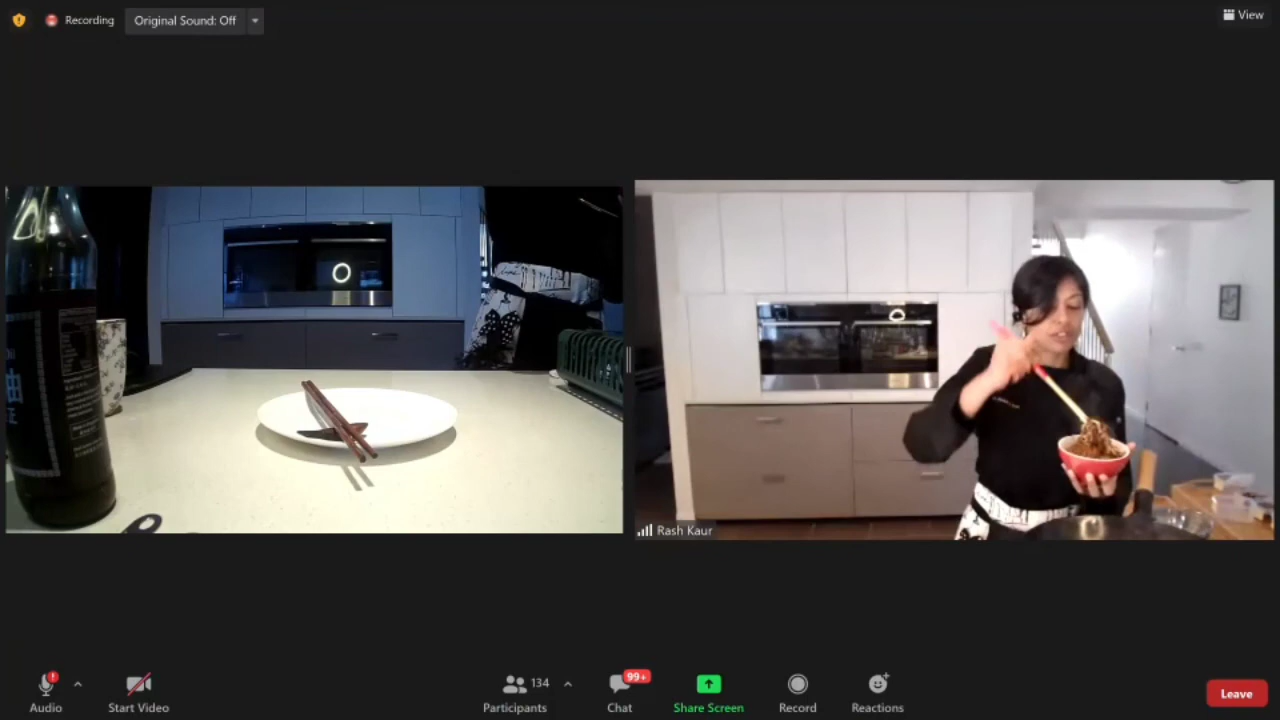 Recording
Original Sound: Off
View
油
Rash Kaur
Audio
Start Video
134
Participants
99+
Chat
Share Screen
Record
Reactions
Leave